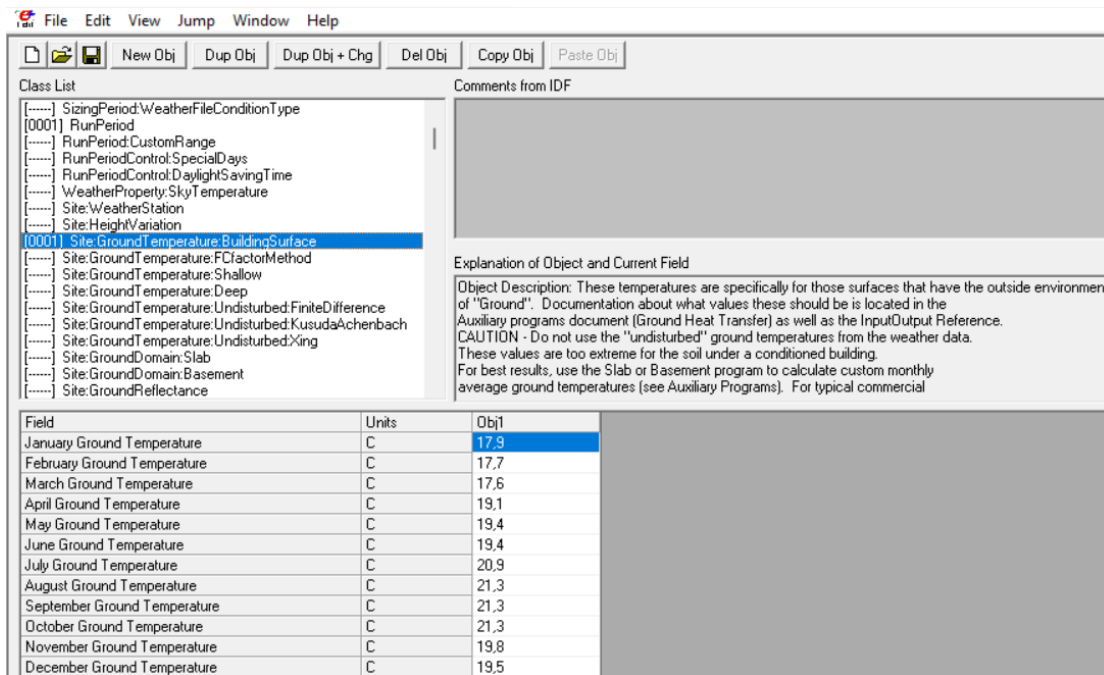 File Edit View Jump Window Help
New Obj Dup Obj Dup Obj + Chg Del Obj Copy Obj Paste Obj
Class List
[------] SizingPeriod:WeatherFileConditionType
[0001] RunPeriod
[------] RunPeriod:CustomRange
[------] RunPeriodControl:SpecialDays
[------] RunPeriodControl:DaylightSavingTime
[------] WeatherProperty:SkyTemperature
[------] Site:WeatherStation
[------] Site:HeightVariation
[0001] Site:GroundTemperature:BuildingSurface
[------] Site:GroundTemperature:FCfactorMethod
[------] Site:GroundTemperature:Shallow
[------] Site:GroundTemperature:Deep
[------] Site:GroundTemperature:Undisturbed:FiniteDifference
[------] Site:GroundTemperature:Undisturbed:KusudaAchenbach
[------] Site:GroundTemperature:Undisturbed:Xing
[------] Site:GroundDomain:Slab
[------] Site:GroundDomain:Basement
[------] Site:GroundReflectance
Comments from IDF
Explanation of Object and Current Field
Object Description: These temperatures are specifically for those surfaces that have the outside environmen
of "Ground". Documentation about what values these should be is located in the
Auxiliary programs document (Ground Heat Transfer) as well as the InputOutput Reference.
CAUTION - Do not use the "undisturbed" ground temperatures from the weather data.
These values are too extreme for the soil under a conditioned building.
For best results, use the Slab or Basement program to calculate custom monthly
average ground temperatures (see Auxiliary Programs). For typical commercial
Field Units Obj1
January Ground Temperature C 17,9
February Ground Temperature C 17,7
March Ground Temperature C 17,6
April Ground Temperature C 19,1
May Ground Temperature C 19,4
June Ground Temperature C 19,4
July Ground Temperature C 20,9
August Ground Temperature C 21,3
September Ground Temperature C 21,3
October Ground Temperature C 21,3
November Ground Temperature C 19,8
December Ground Temperature C 19,5